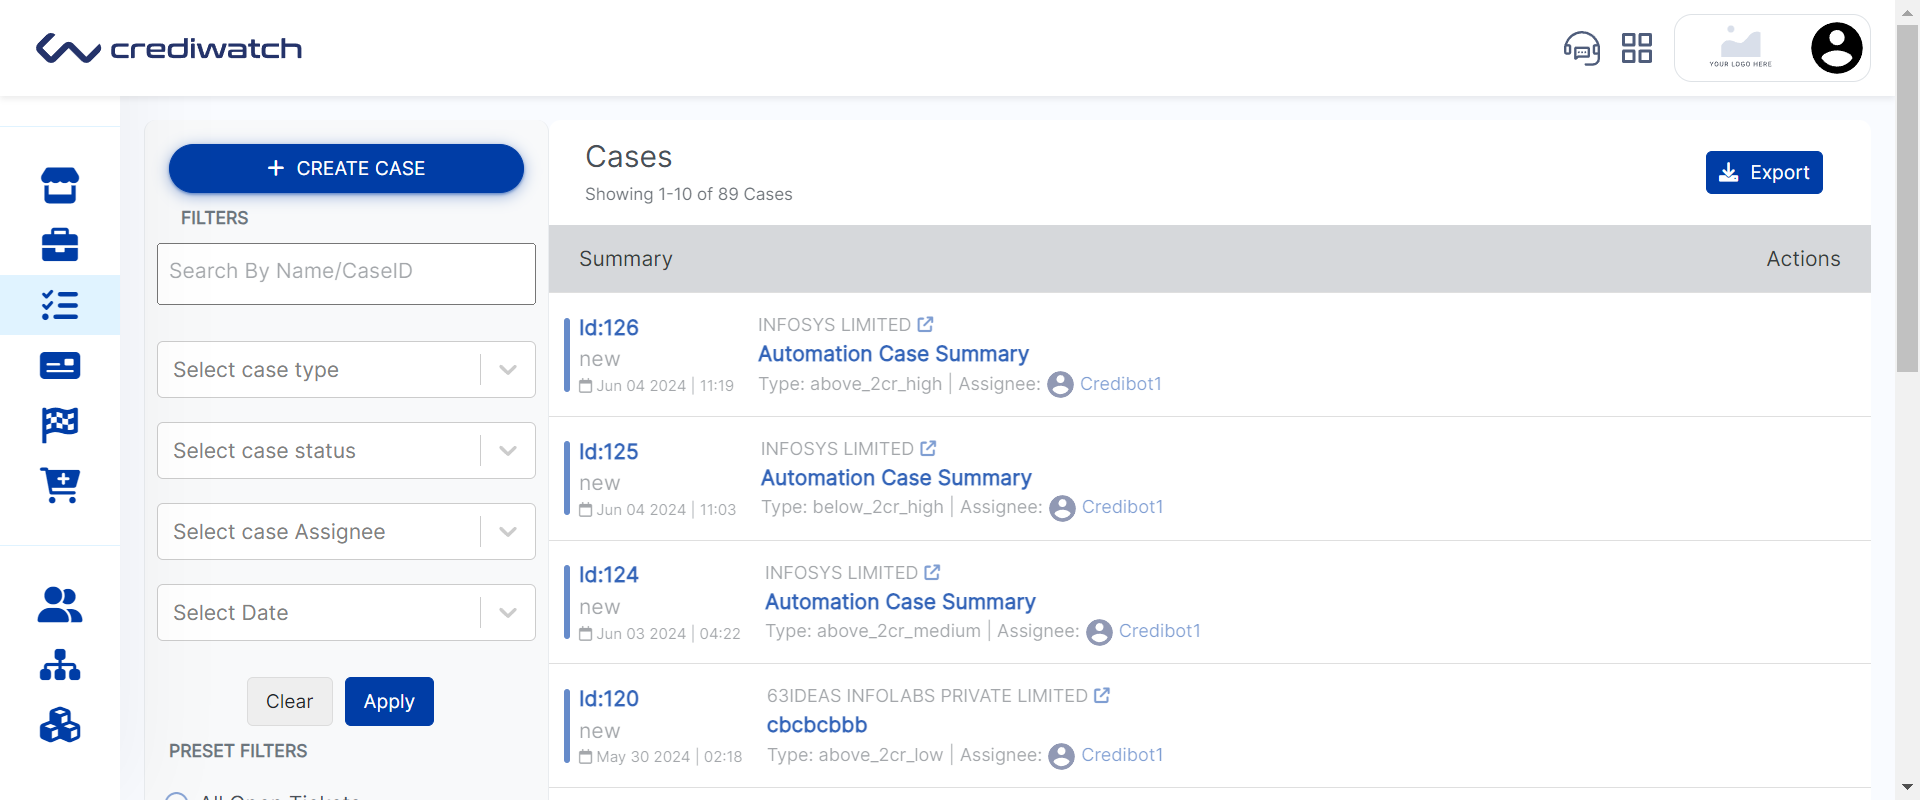 crediwatch
YOUR LOGO HERE
+ CREATE CASE
FILTERS
Search By Name/CaseID
Select case type
Select case status
Select case Assignee
Select Date
Clear
Apply
PRESET FILTERS
All Open Tickets
Cases
Showing 1-10 of 89 Cases
Export
Summary
Actions
Id:126
new
Jun 04 2024 | 11:19
INFOSYS LIMITED
Automation Case Summary
Type: above_2cr_high | Assignee: Credibot1
Id:125
new
Jun 04 2024 | 11:03
INFOSYS LIMITED
Automation Case Summary
Type: below_2cr_high | Assignee: Credibot1
Id:124
new
Jun 03 2024 | 04:22
INFOSYS LIMITED
Automation Case Summary
Type: above_2cr_medium | Assignee: Credibot1
Id:120
new
May 30 2024 | 02:18
63IDEAS INFOLABS PRIVATE LIMITED
cbcbcbbb
Type: above_2cr_low | Assignee: Credibot1